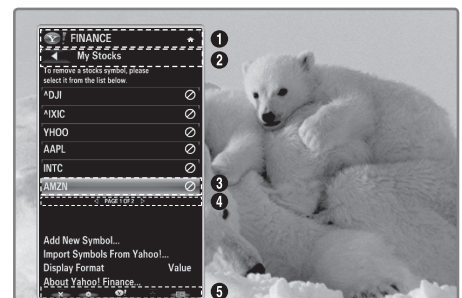 Y! FINANCE
My Stocks
To remove a stocks symbol, please
select it from the list below.
^DJI
^IXIC
YHOO
AAPL
INTC
AMZN
< PAGE 1 OF 2 >
Add New Symbol...
Import Symbols From Yahoo!...
Display Format Value
About Yahoo! Finance...
1
2
3
4
5